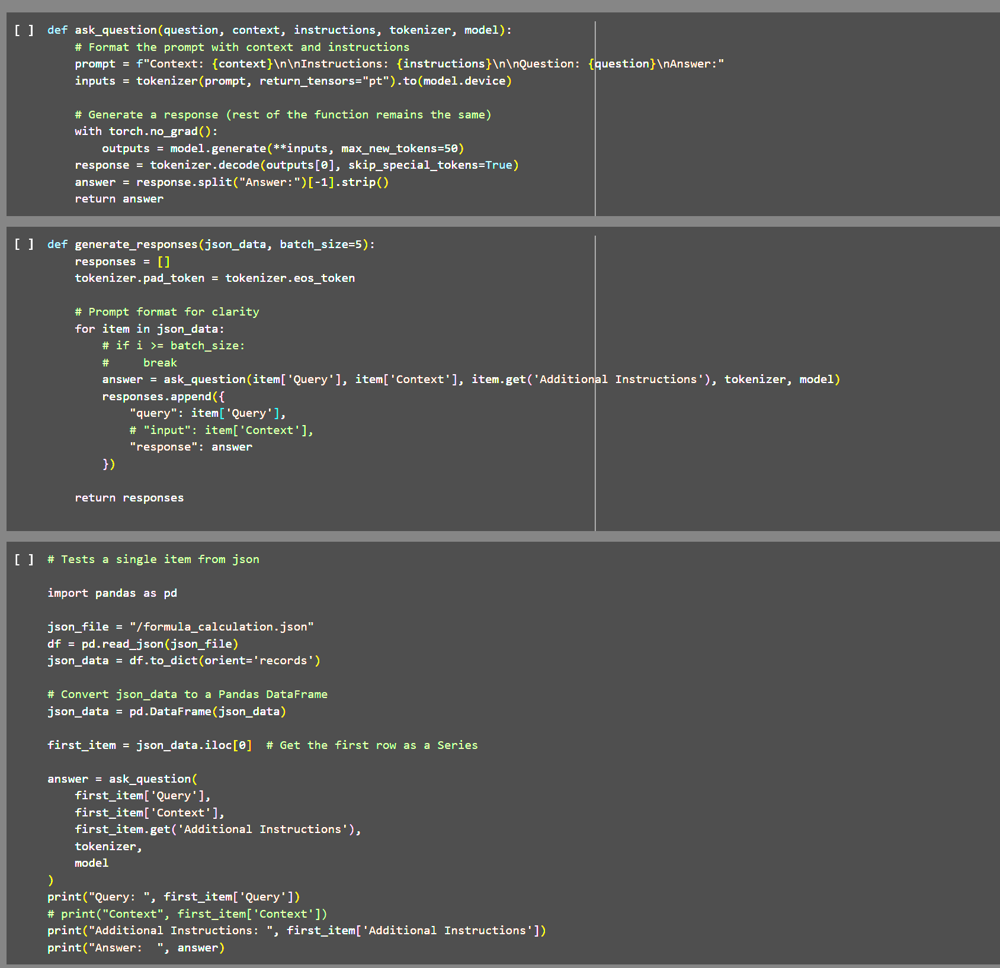 [ ] def ask_question(question, context, instructions, tokenizer, model):
    # Format the prompt with context and instructions
    prompt = f"Context: {context}\n\nInstructions: {instructions}\n\nQuestion: {question}\nAnswer:"
    inputs = tokenizer(prompt, return_tensors="pt").to(model.device)

    # Generate a response (rest of the function remains the same)
    with torch.no_grad():
        outputs = model.generate(**inputs, max_new_tokens=50)
    response = tokenizer.decode(outputs[0], skip_special_tokens=True)
    answer = response.split("Answer:")[-1].strip()
    return answer

[ ] def generate_responses(json_data, batch_size=5):
    responses = []
    tokenizer.pad_token = tokenizer.eos_token

    # Prompt format for clarity
    for item in json_data:
        # if i >= batch_size:
        #     break
        answer = ask_question(item['Query'], item['Context'], item.get('Additional Instructions'), tokenizer, model)
        responses.append({
            "query": item['Query'],
            # "input": item['Context'],
            "response": answer
        })

    return responses

[ ] # Tests a single item from json

import pandas as pd

json_file = "/formula_calculation.json"
df = pd.read_json(json_file)
json_data = df.to_dict(orient='records')

# Convert json_data to a Pandas DataFrame
json_data = pd.DataFrame(json_data)

first_item = json_data.iloc[0]  # Get the first row as a Series

answer = ask_question(
    first_item['Query'],
    first_item['Context'],
    first_item.get('Additional Instructions'),
    tokenizer,
    model
)
print("Query: ", first_item['Query'])
# print("Context", first_item['Context'])
print("Additional Instructions: ", first_item['Additional Instructions'])
print("Answer:  ", answer)